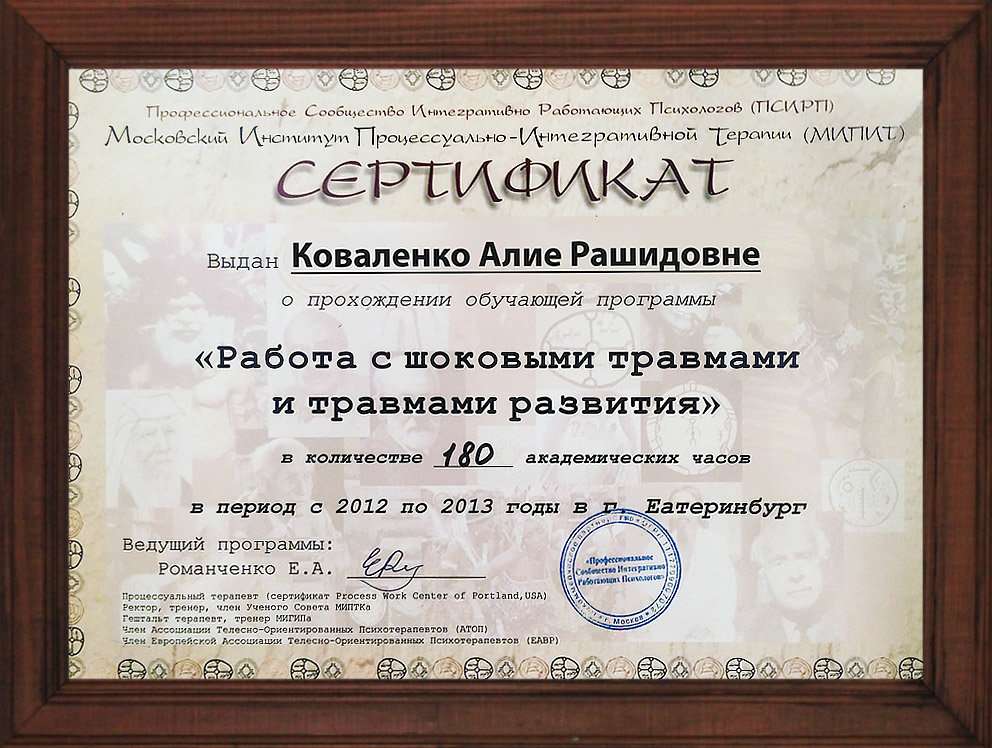 Профессиональное Сообщество Интегративно Работающих Психологов (ПСИРП)
Московский Институт Процессуально-Интегративной Терапии (МИПИТ)
СЕРТИФИКАТ
Выдан Коваленко Алие Рашидовне
о прохождении обучающей программы
«Работа с шоковыми травмами
и травмами развития»
в количестве 180 академических часов
в период с 2012 по 2013 годы в г. Еатеринбург
Ведущий программы:
Романченко Е.А.
Процессуальный терапевт (сертификат Process Work Center of Portland,USA)
Ректор, тренер, член Ученого Совета МИПТКа
Гештальт терапевт, тренер МИГИПа
Член Ассоциации Телесно-Ориентированных Психотерапевтов (АТОП)
Член Европейской Ассоциации Телесно-Ориентированных Психотерапевтов (ЕАВР)
«Профессиональное
Сообщество Интегративно
Работающих Психологов»
г. Москва